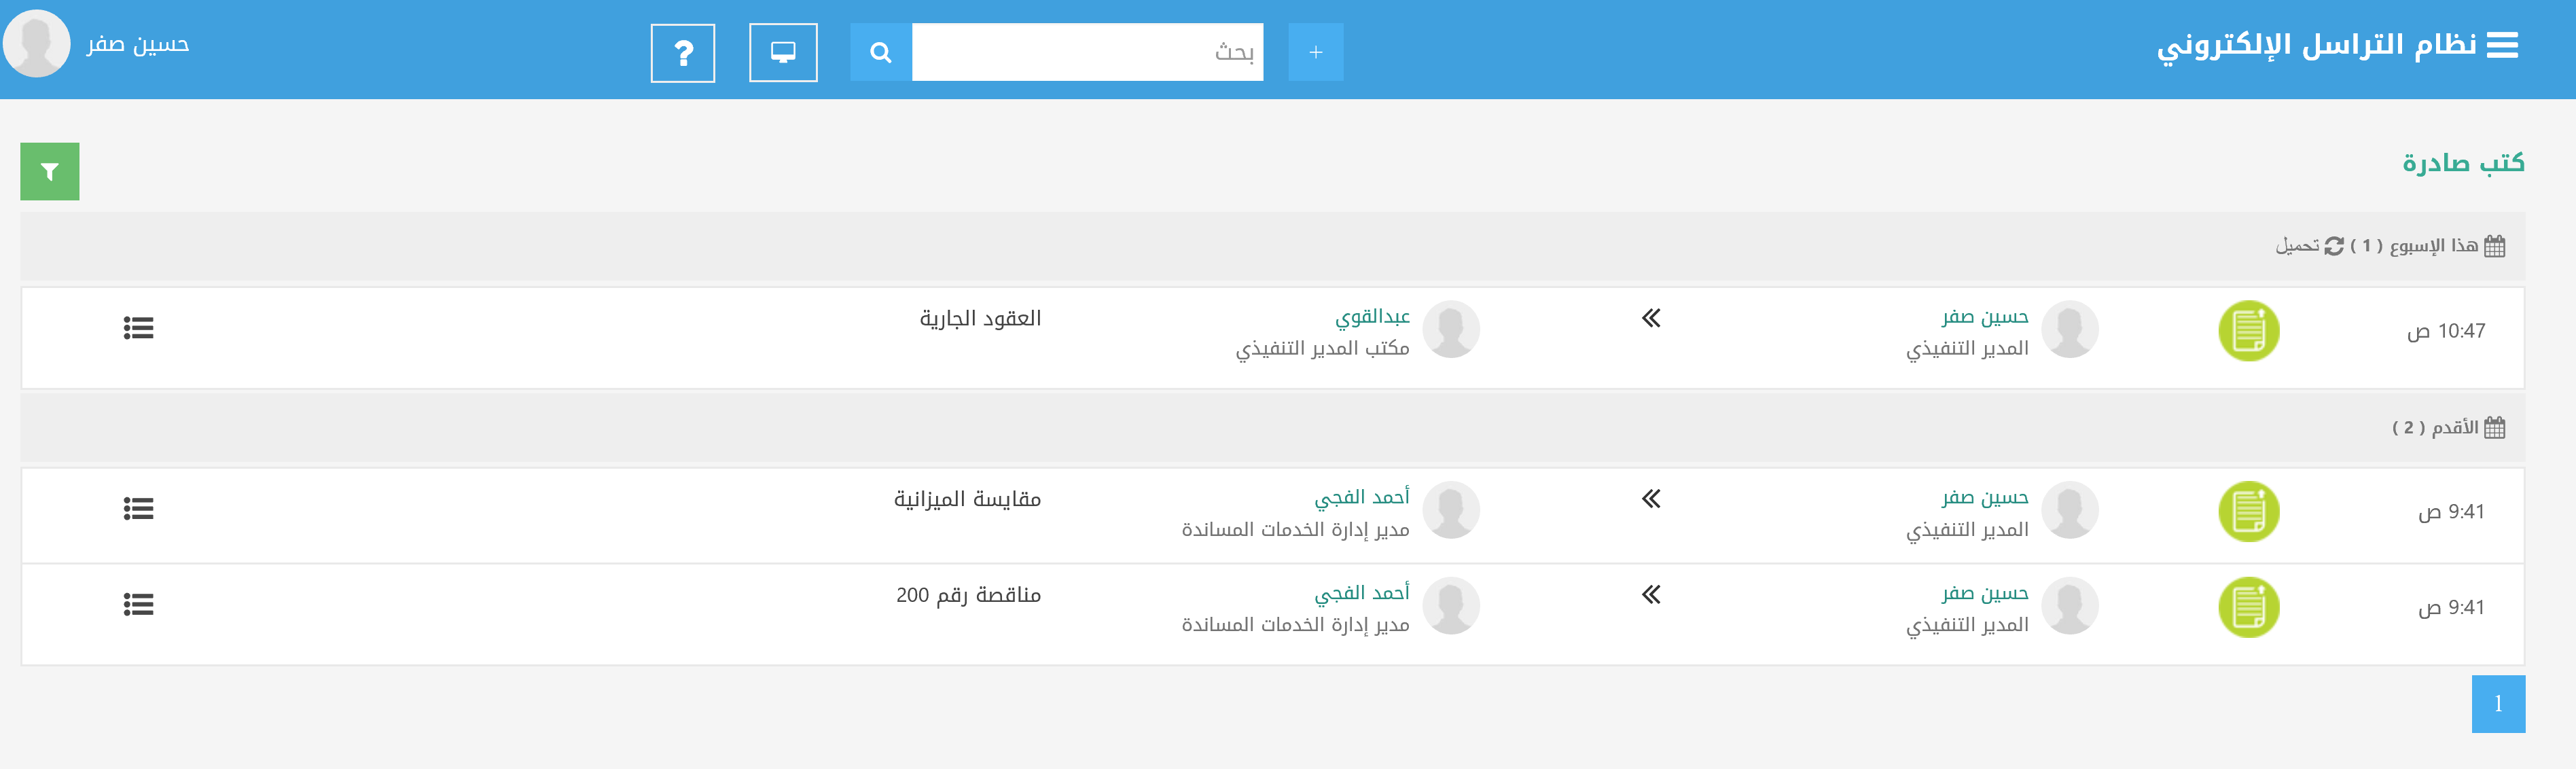 نظام التراسل الإلكتروني
+
بحث
?
حسين صفر
كتب صادرة
هذا الإسبوع ( 1 ) تحميل
10:47 ص
حسين صفر
المدير التنفيذي
عبدالقوي
مكتب المدير التنفيذي
العقود الجارية
الأقدم ( 2 )
9:41 ص
حسين صفر
المدير التنفيذي
أحمد الفجي
مدير إدارة الخدمات المساندة
مقايسة الميزانية
9:41 ص
حسين صفر
المدير التنفيذي
أحمد الفجي
مدير إدارة الخدمات المساندة
مناقصة رقم 200
1